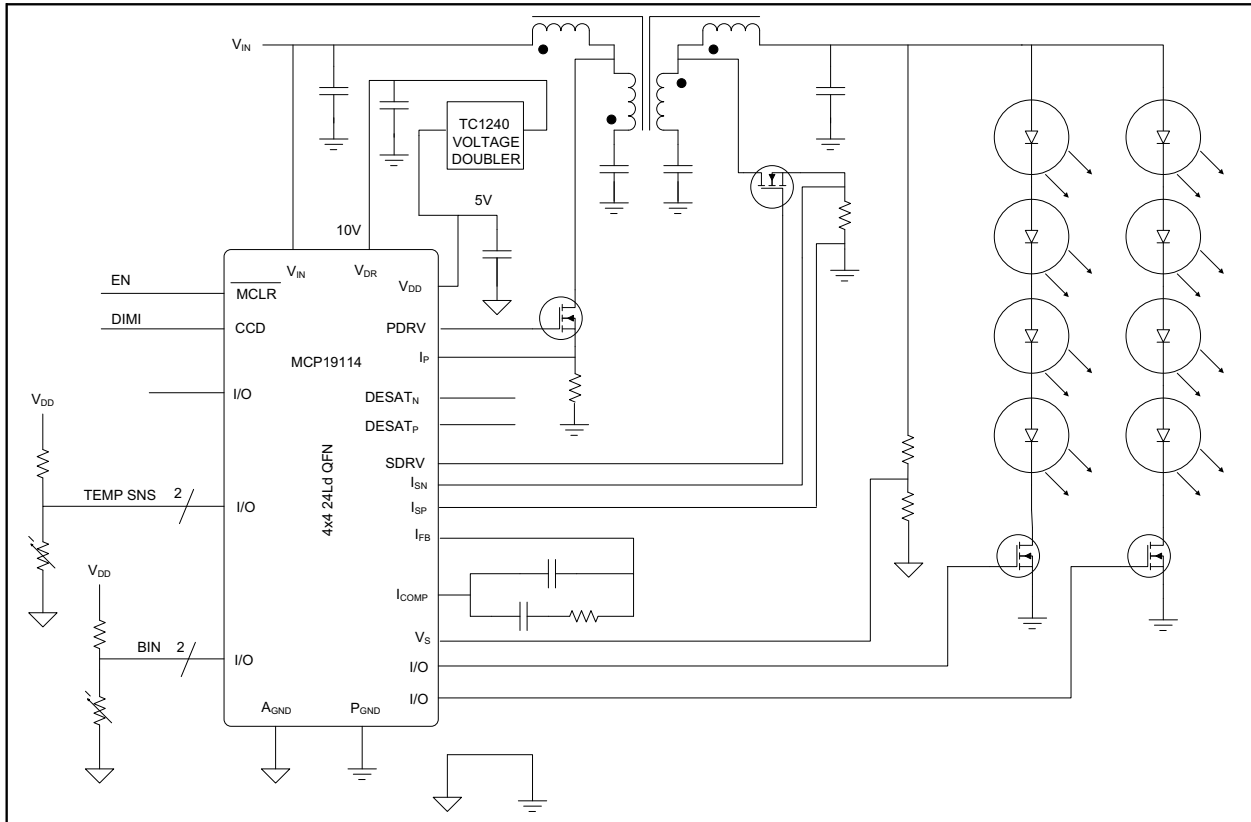 VIN
TC1240
VOLTAGE
DOUBLER
5V
10V
VIN
VDR
VDD
EN
MCLR
DIMI
CCD
PDRV
IP
MCP19114
I/O
VDD
DESATN
DESATP
4x4 24Ld QFN
SDRV
ISN
TEMP SNS
2
I/O
ISP
IFB
VDD
ICOMP
VS
BIN
2
I/O
I/O
I/O
AGND
PGND